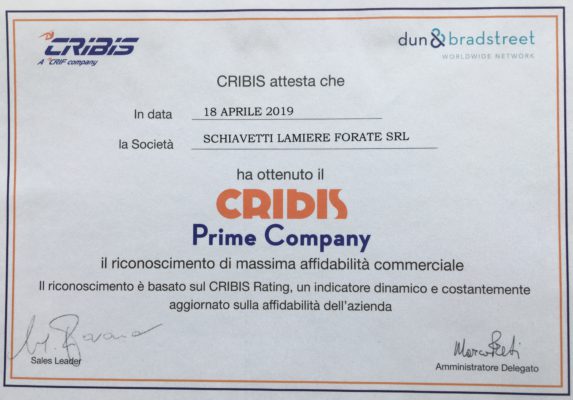 CRIBIS
A CRIF company
dun & bradstreet
WORLDWIDE NETWORK
CRIBIS attesta che
In data 18 APRILE 2019
la Società SCHIAVETTI LAMIERE FORATE SRL
ha ottenuto il
CRIBIS
Prime Company
il riconoscimento di massima affidabilità commerciale
Il riconoscimento è basato sul CRIBIS Rating, un indicatore dinamico e costantemente
aggiornato sulla affidabilità dell'azienda
Sales Leader
Amministratore Delegato